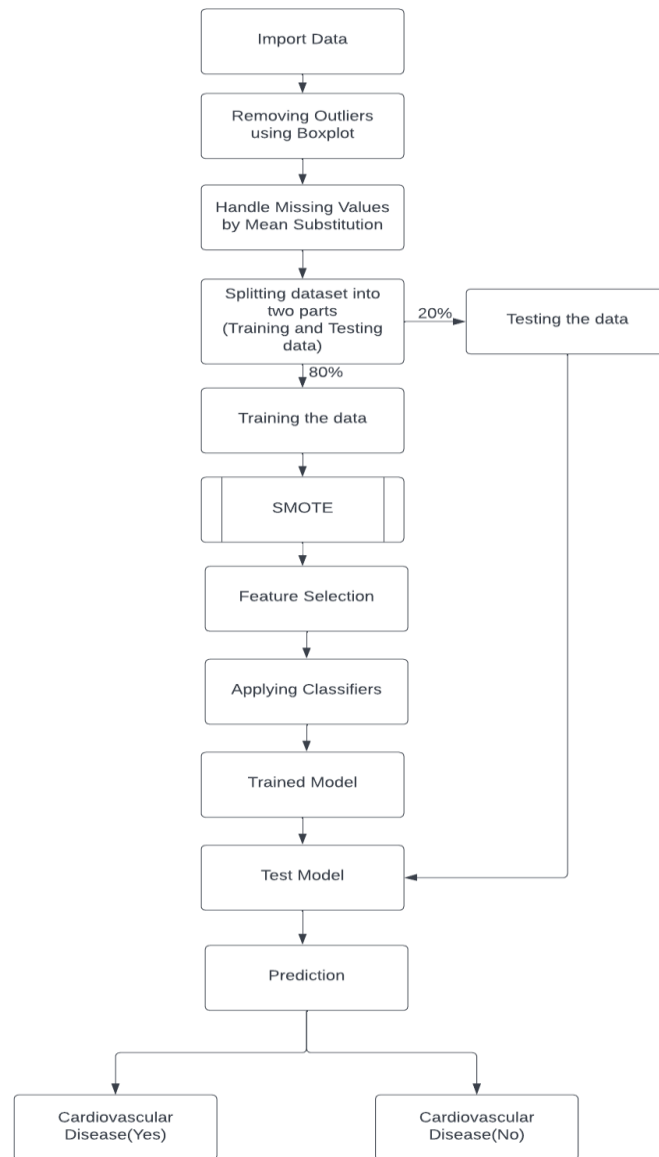 Import Data
Removing Outliers
using Boxplot
Handle Missing Values
by Mean Substitution
Splitting dataset into
two parts
(Training and Testing
data)
20%
Testing the data
80%
Training the data
SMOTE
Feature Selection
Applying Classifiers
Trained Model
Test Model
Prediction
Cardiovascular
Disease(Yes)
Cardiovascular
Disease(No)